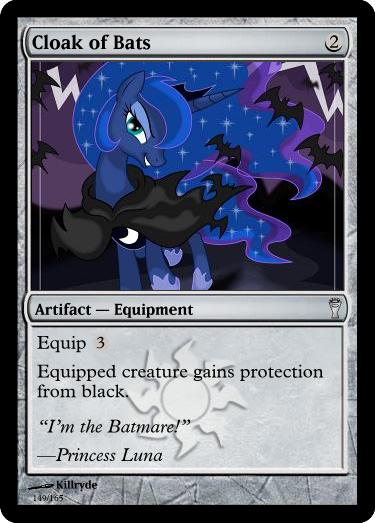 Cloak of Bats 2
Artifact — Equipment
Equip 3
Equipped creature gains protection
from black.
“I’m the Batmare!”
—Princess Luna
Killryde
149/165